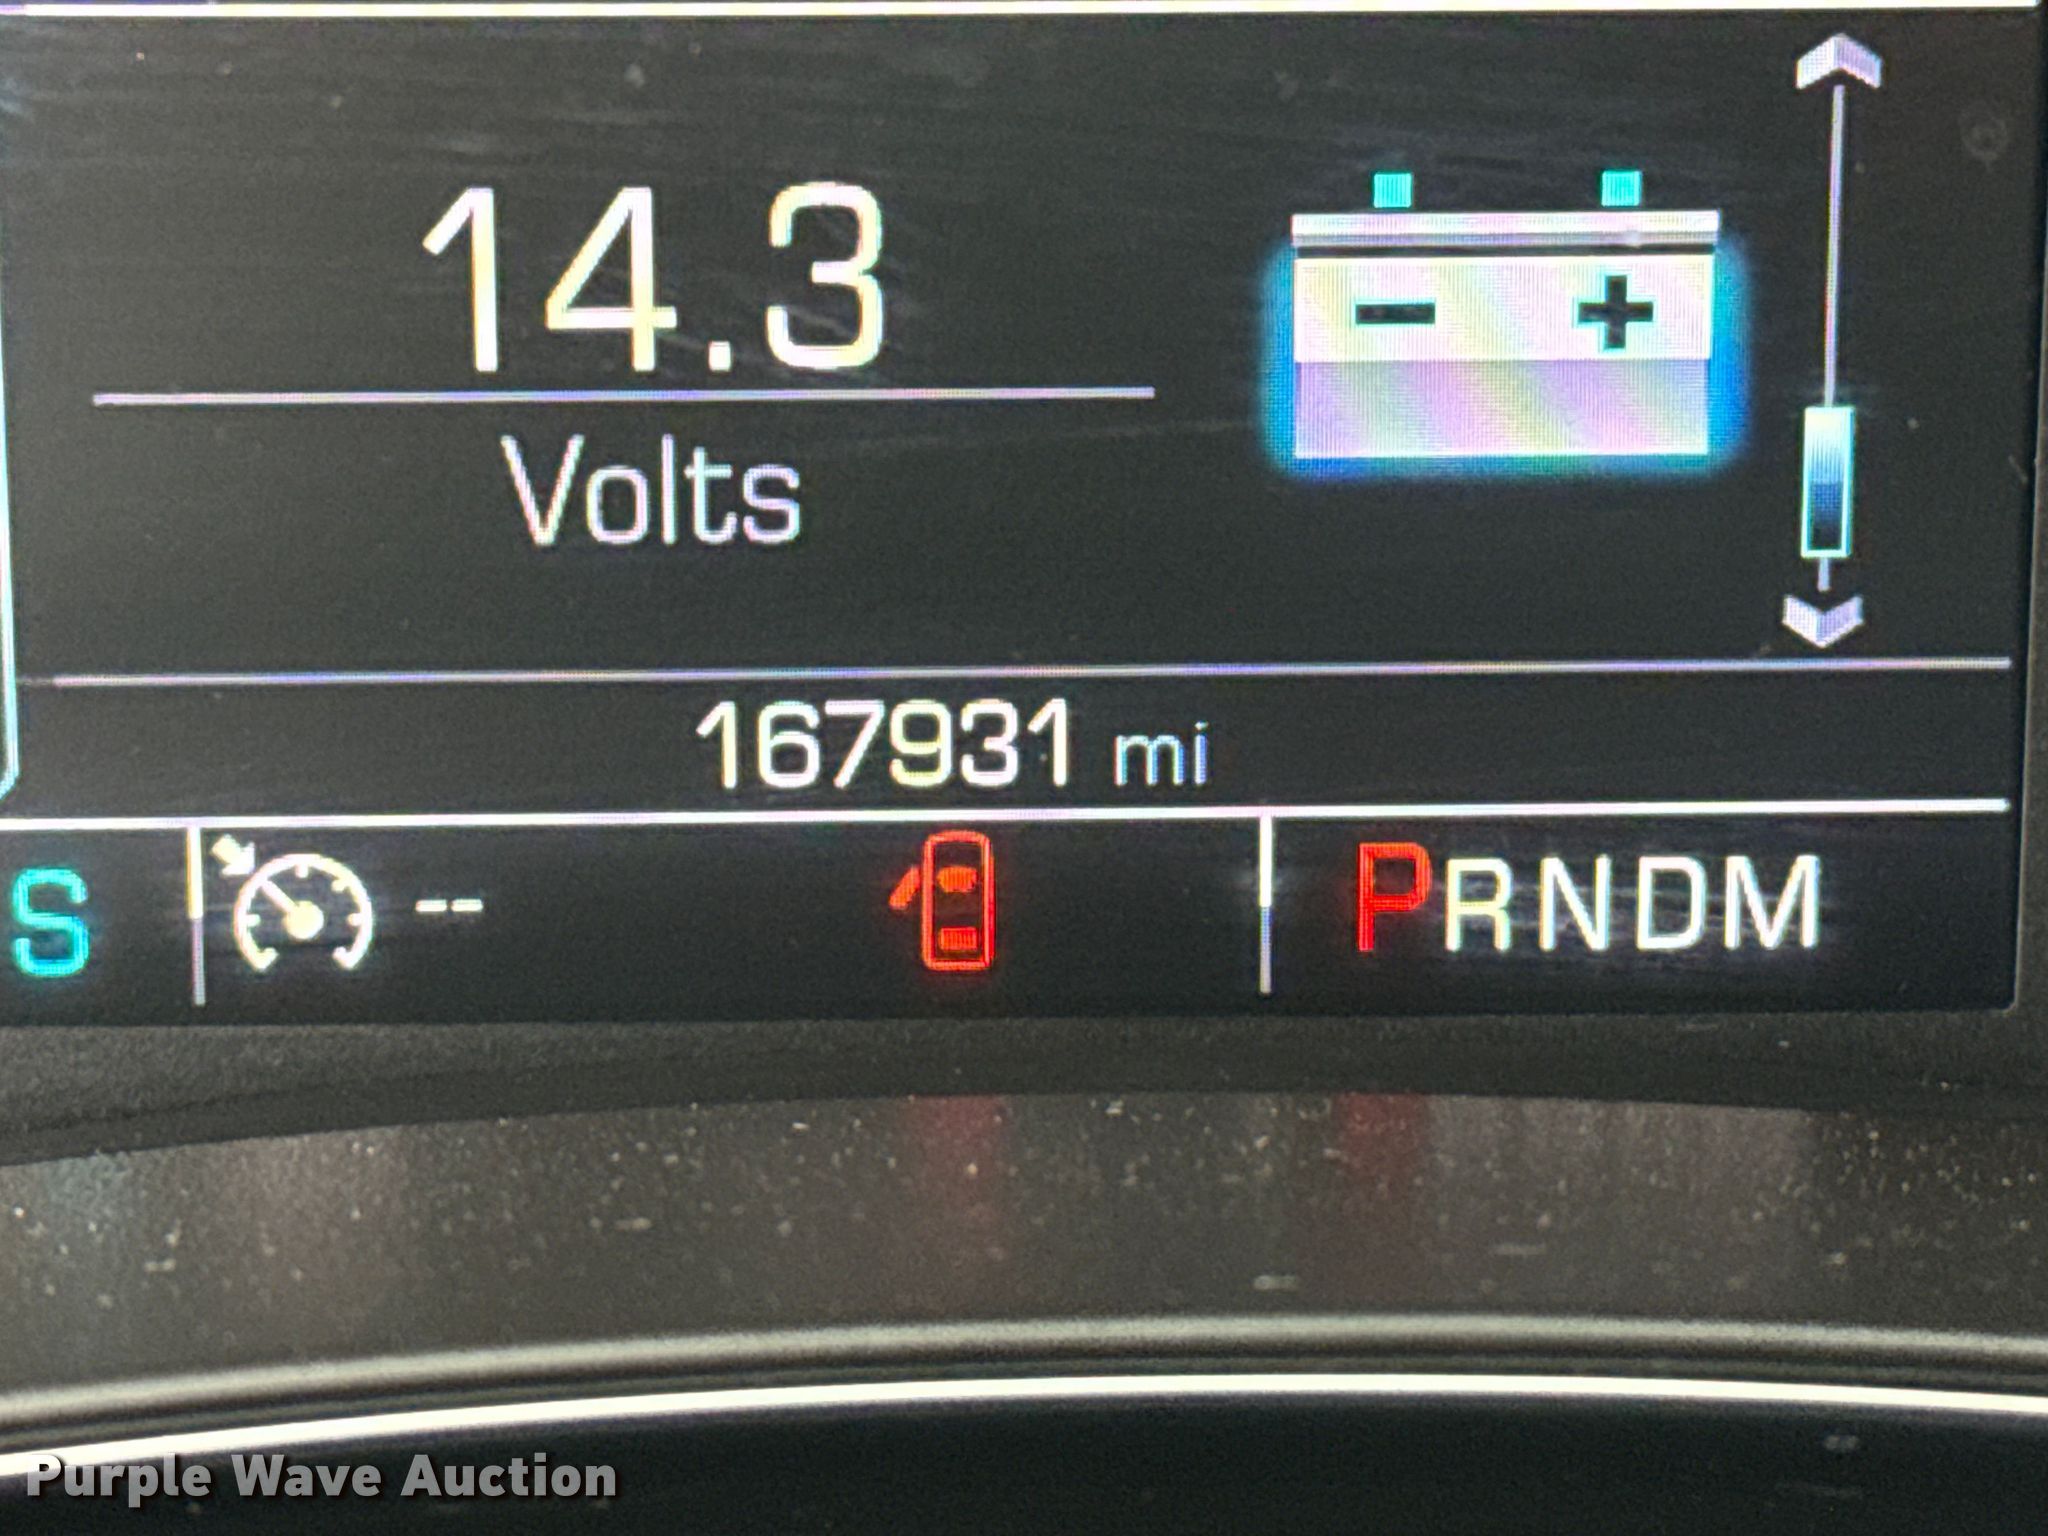 14.3
Volts
167931 mi
S -- PRNDM
Purple Wave Auction